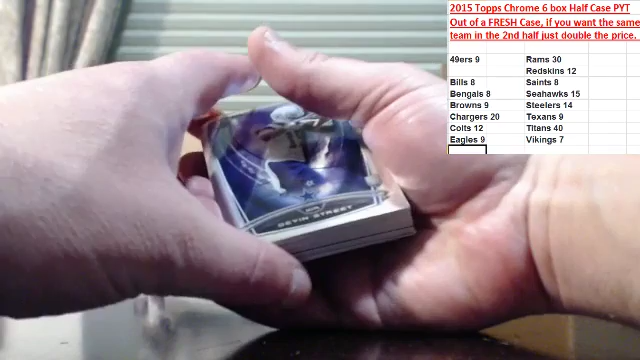 2015 Topps Chrome 6 box Half Case PYT
Out of a FRESH Case, if you want the same
team in the 2nd half just double the price.
49ers 9 Rams 30
Redskins 12
Bills 8 Saints 8
Bengals 8 Seahawks 15
Browns 9 Steelers 14
Chargers 20 Texans 9
Colts 12 Titans 40
Eagles 9 Vikings 7
DEVIN STREET